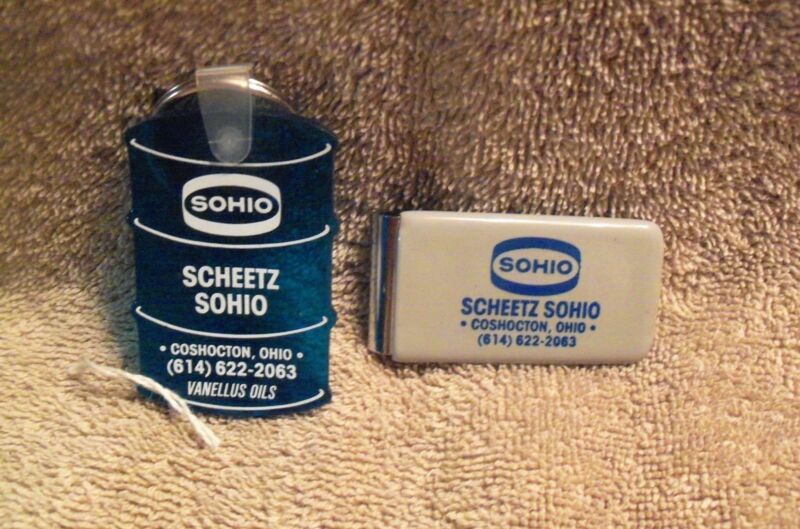 SOHIO
SCHEETZ
SOHIO
• COSHOCTON, OHIO •
(614) 622-2063
VANELLUS OILS
SOHIO
SCHEETZ SOHIO
• COSHOCTON, OHIO •
(614) 622-2063